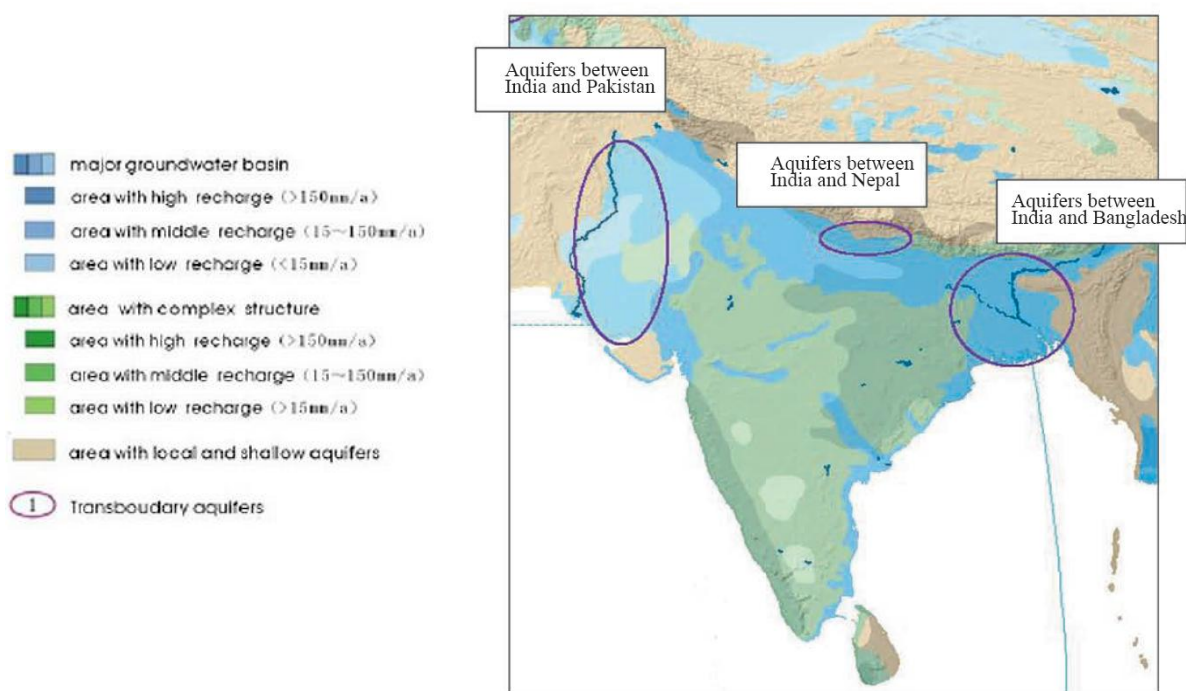 major groundwater basin
area with high recharge (>150mm/a)
area with middle recharge (15~150mm/a)
area with low recharge (<15mm/a)
area with complex structure
area with high recharge (>150mm/a)
area with middle recharge (15~150mm/a)
area with low recharge (>15mm/a)
area with local and shallow aquifers
1 Transboudary aquifers
Aquifers between
India and Pakistan
Aquifers between
India and Nepal
Aquifers between
India and Bangladesh